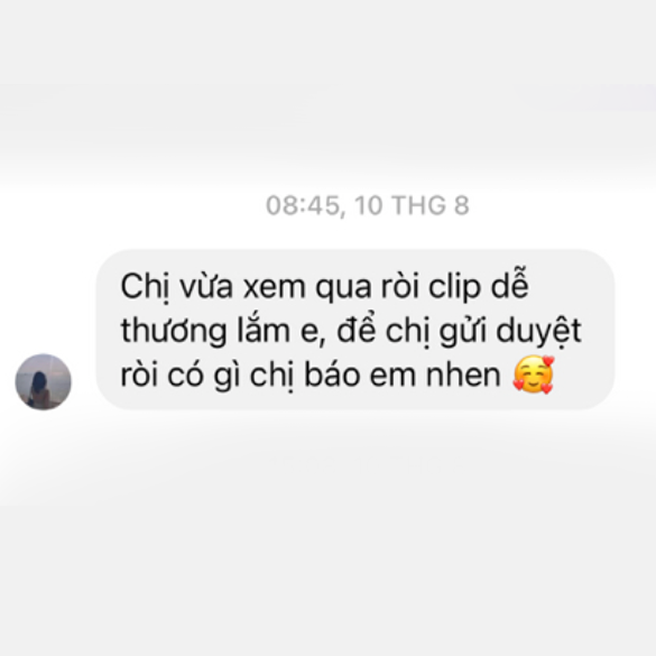 08:45, 10 THG 8
Chị vừa xem qua ròi clip dễ
thương lắm e, để chị gửi duyệt
ròi có gì chị báo em nhen 🥰